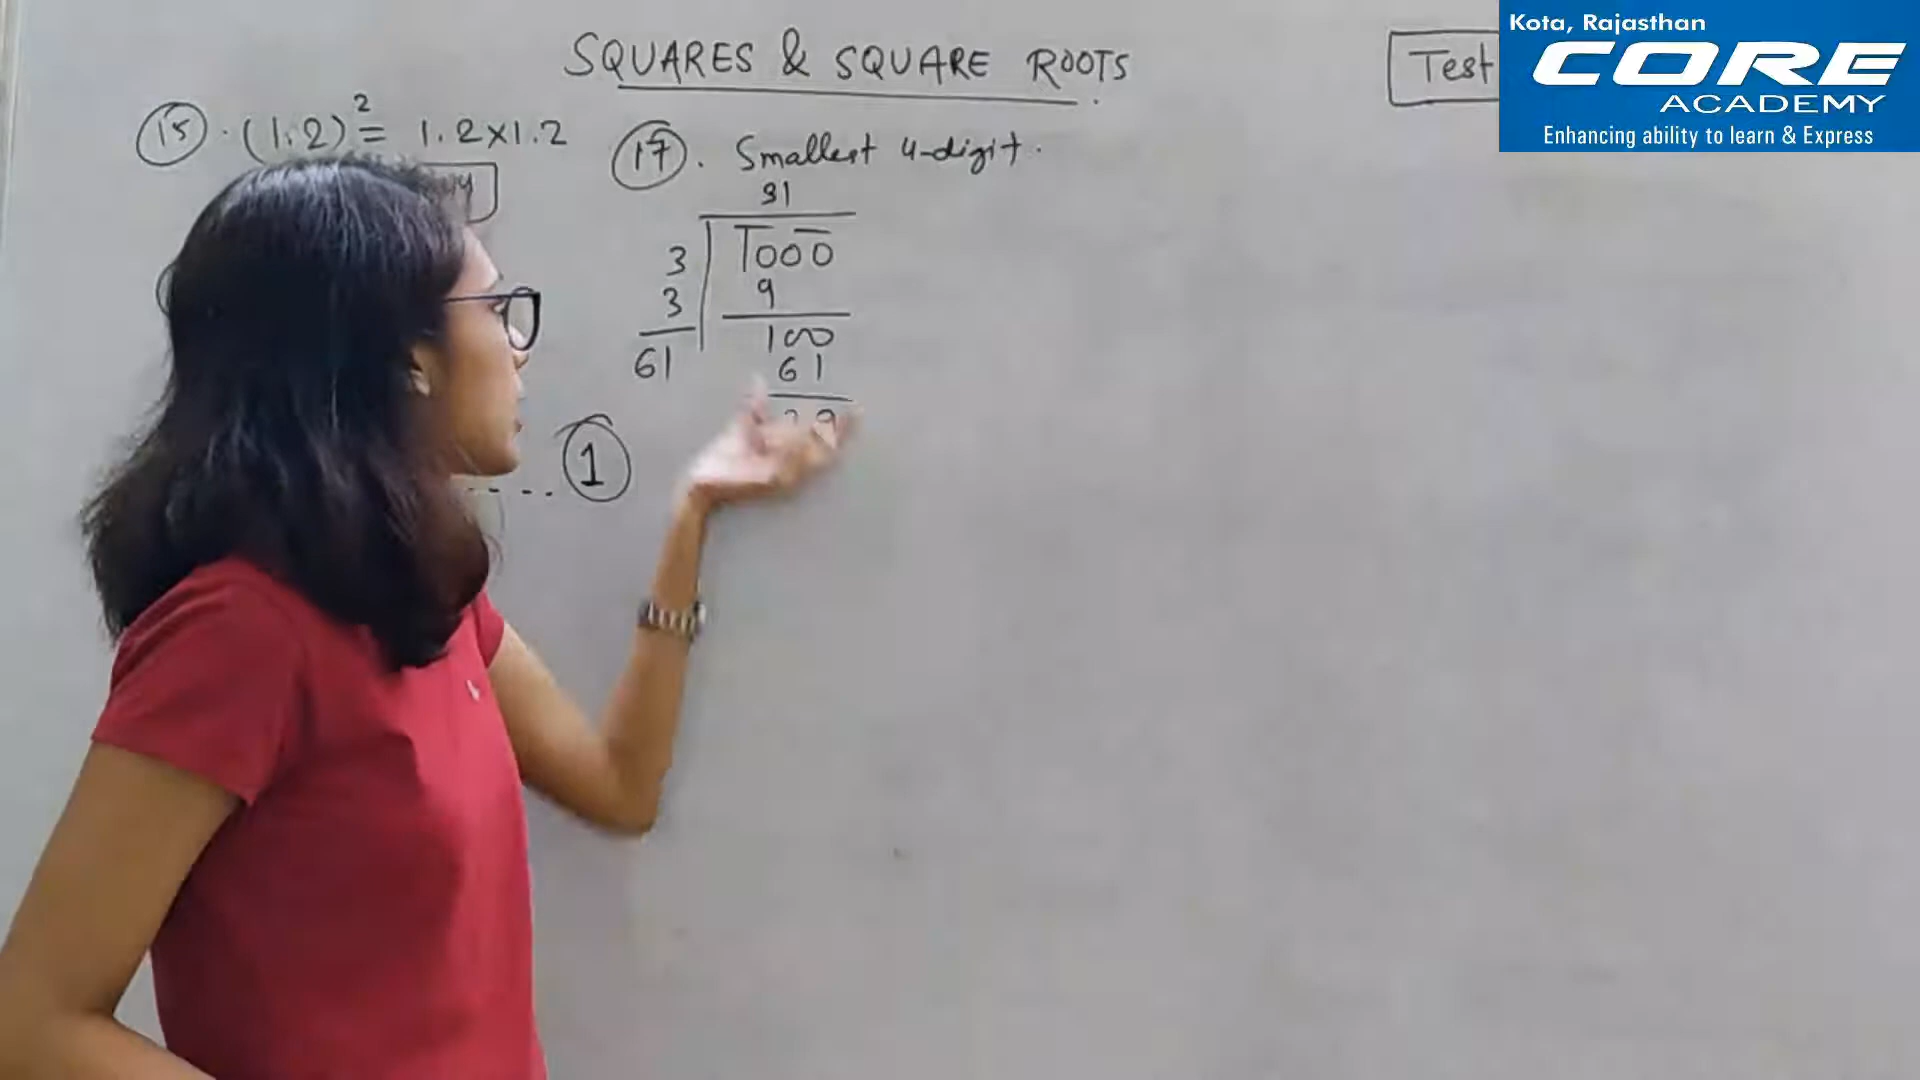 SQUARES & SQUARE ROOTS
Test
Kota, Rajasthan
CORE
ACADEMY
Enhancing ability to learn & Express
15. (1.2)² = 1.2×1.2
17. Smallest 4-digit.
31
3 1000
3 9
100
61 61
1